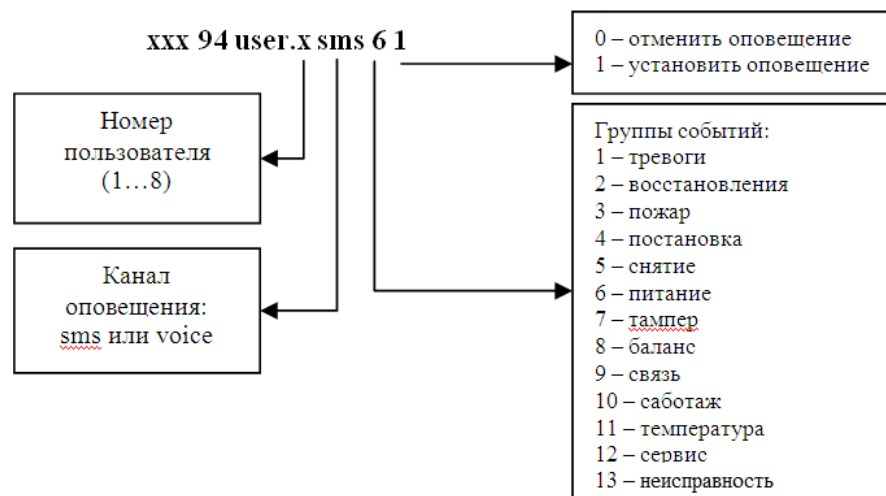 xxx 94 user.x sms 6 1
0 – отменить оповещение
1 – установить оповещение
Номер
пользователя
(1…8)
Канал
оповещения:
sms или voice
Группы событий:
1 – тревоги
2 – восстановления
3 – пожар
4 – постановка
5 – снятие
6 – питание
7 – тампер
8 – баланс
9 – связь
10 – саботаж
11 – температура
12 – сервис
13 – неисправность